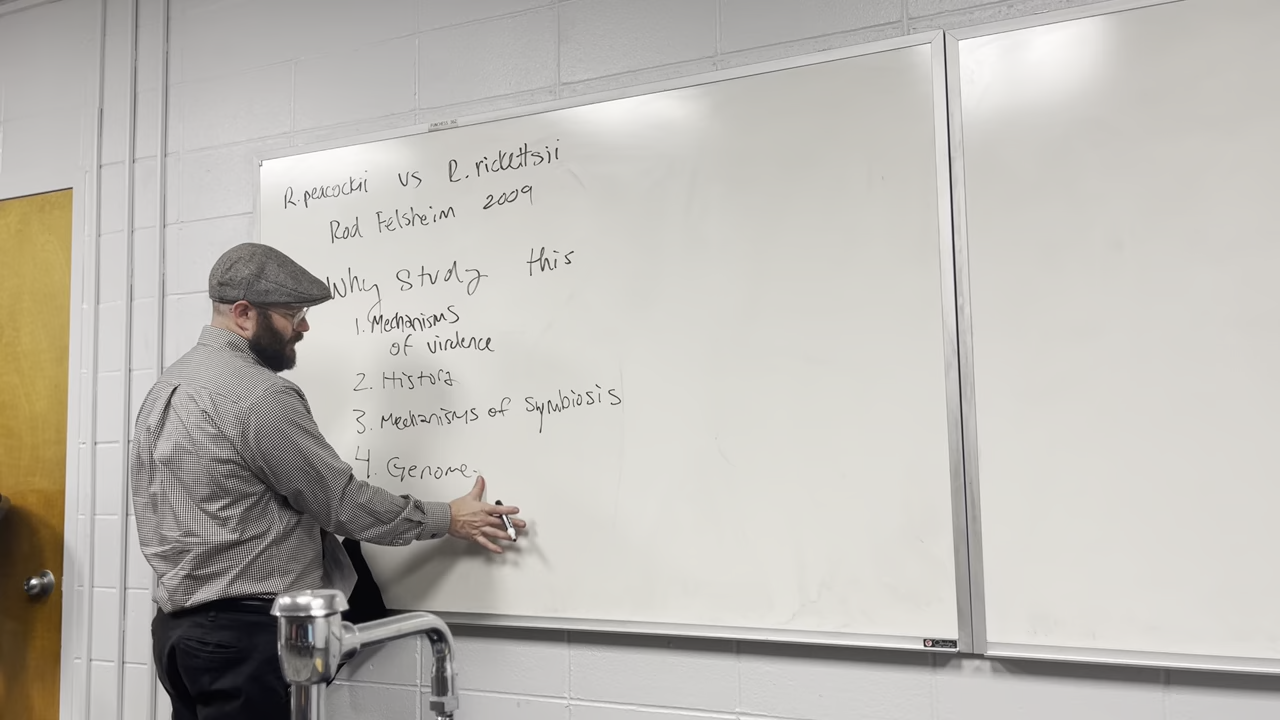 R. peacockii vs R. rickettsii
Rod Felsheim 2009
Why study this
1. Mechanisms
of virulence
2. History
3. Mechanisms of symbiosis
4. Genome